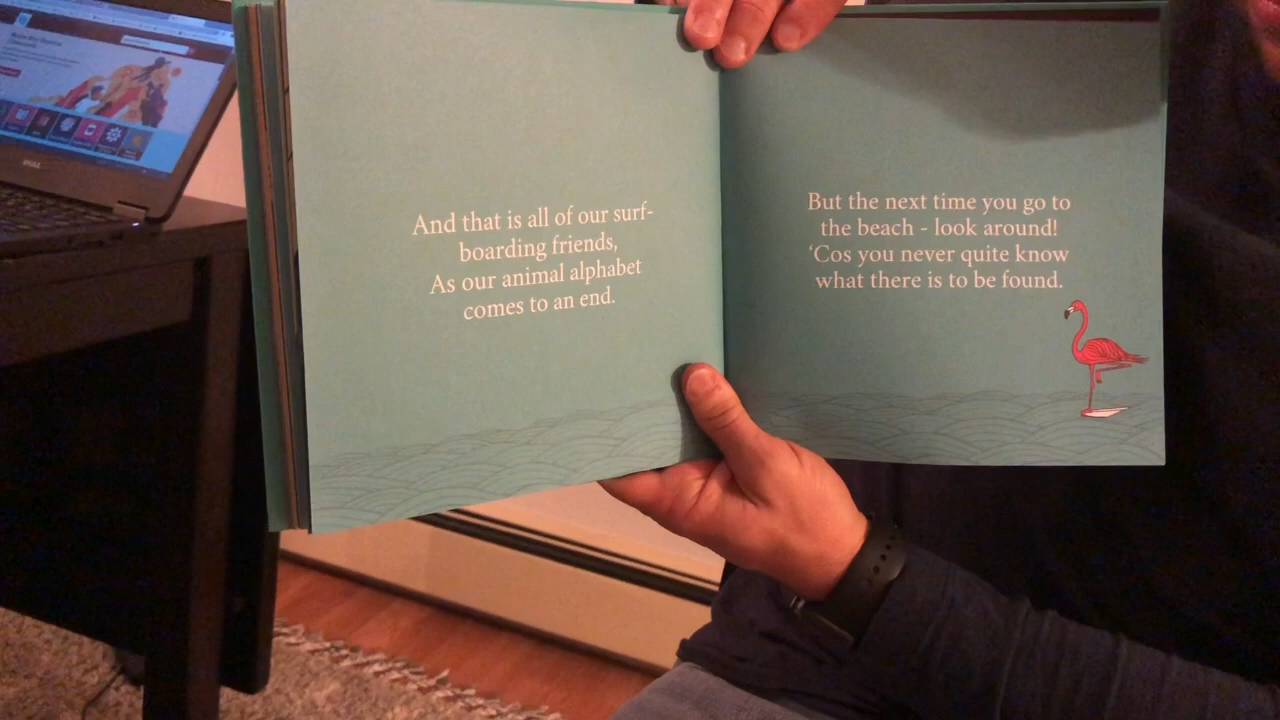 And that is all of our surf-
boarding friends,
As our animal alphabet
comes to an end.
But the next time you go to
the beach - look around!
‘Cos you never quite know
what there is to be found.
DELL